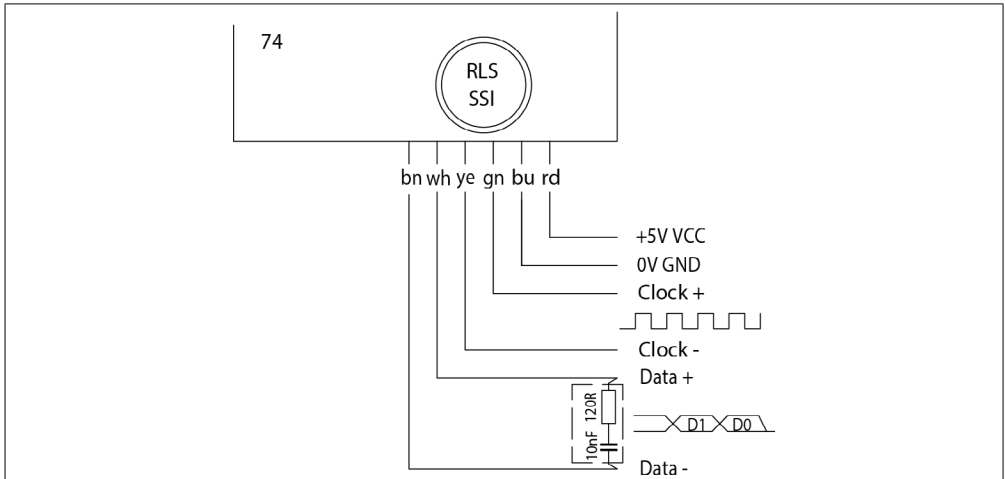 74
RLS
SSI
bn wh ye gn bu rd
+5V VCC
0V GND
Clock +
Clock -
Data +
120R
10nF
D1 D0
Data -